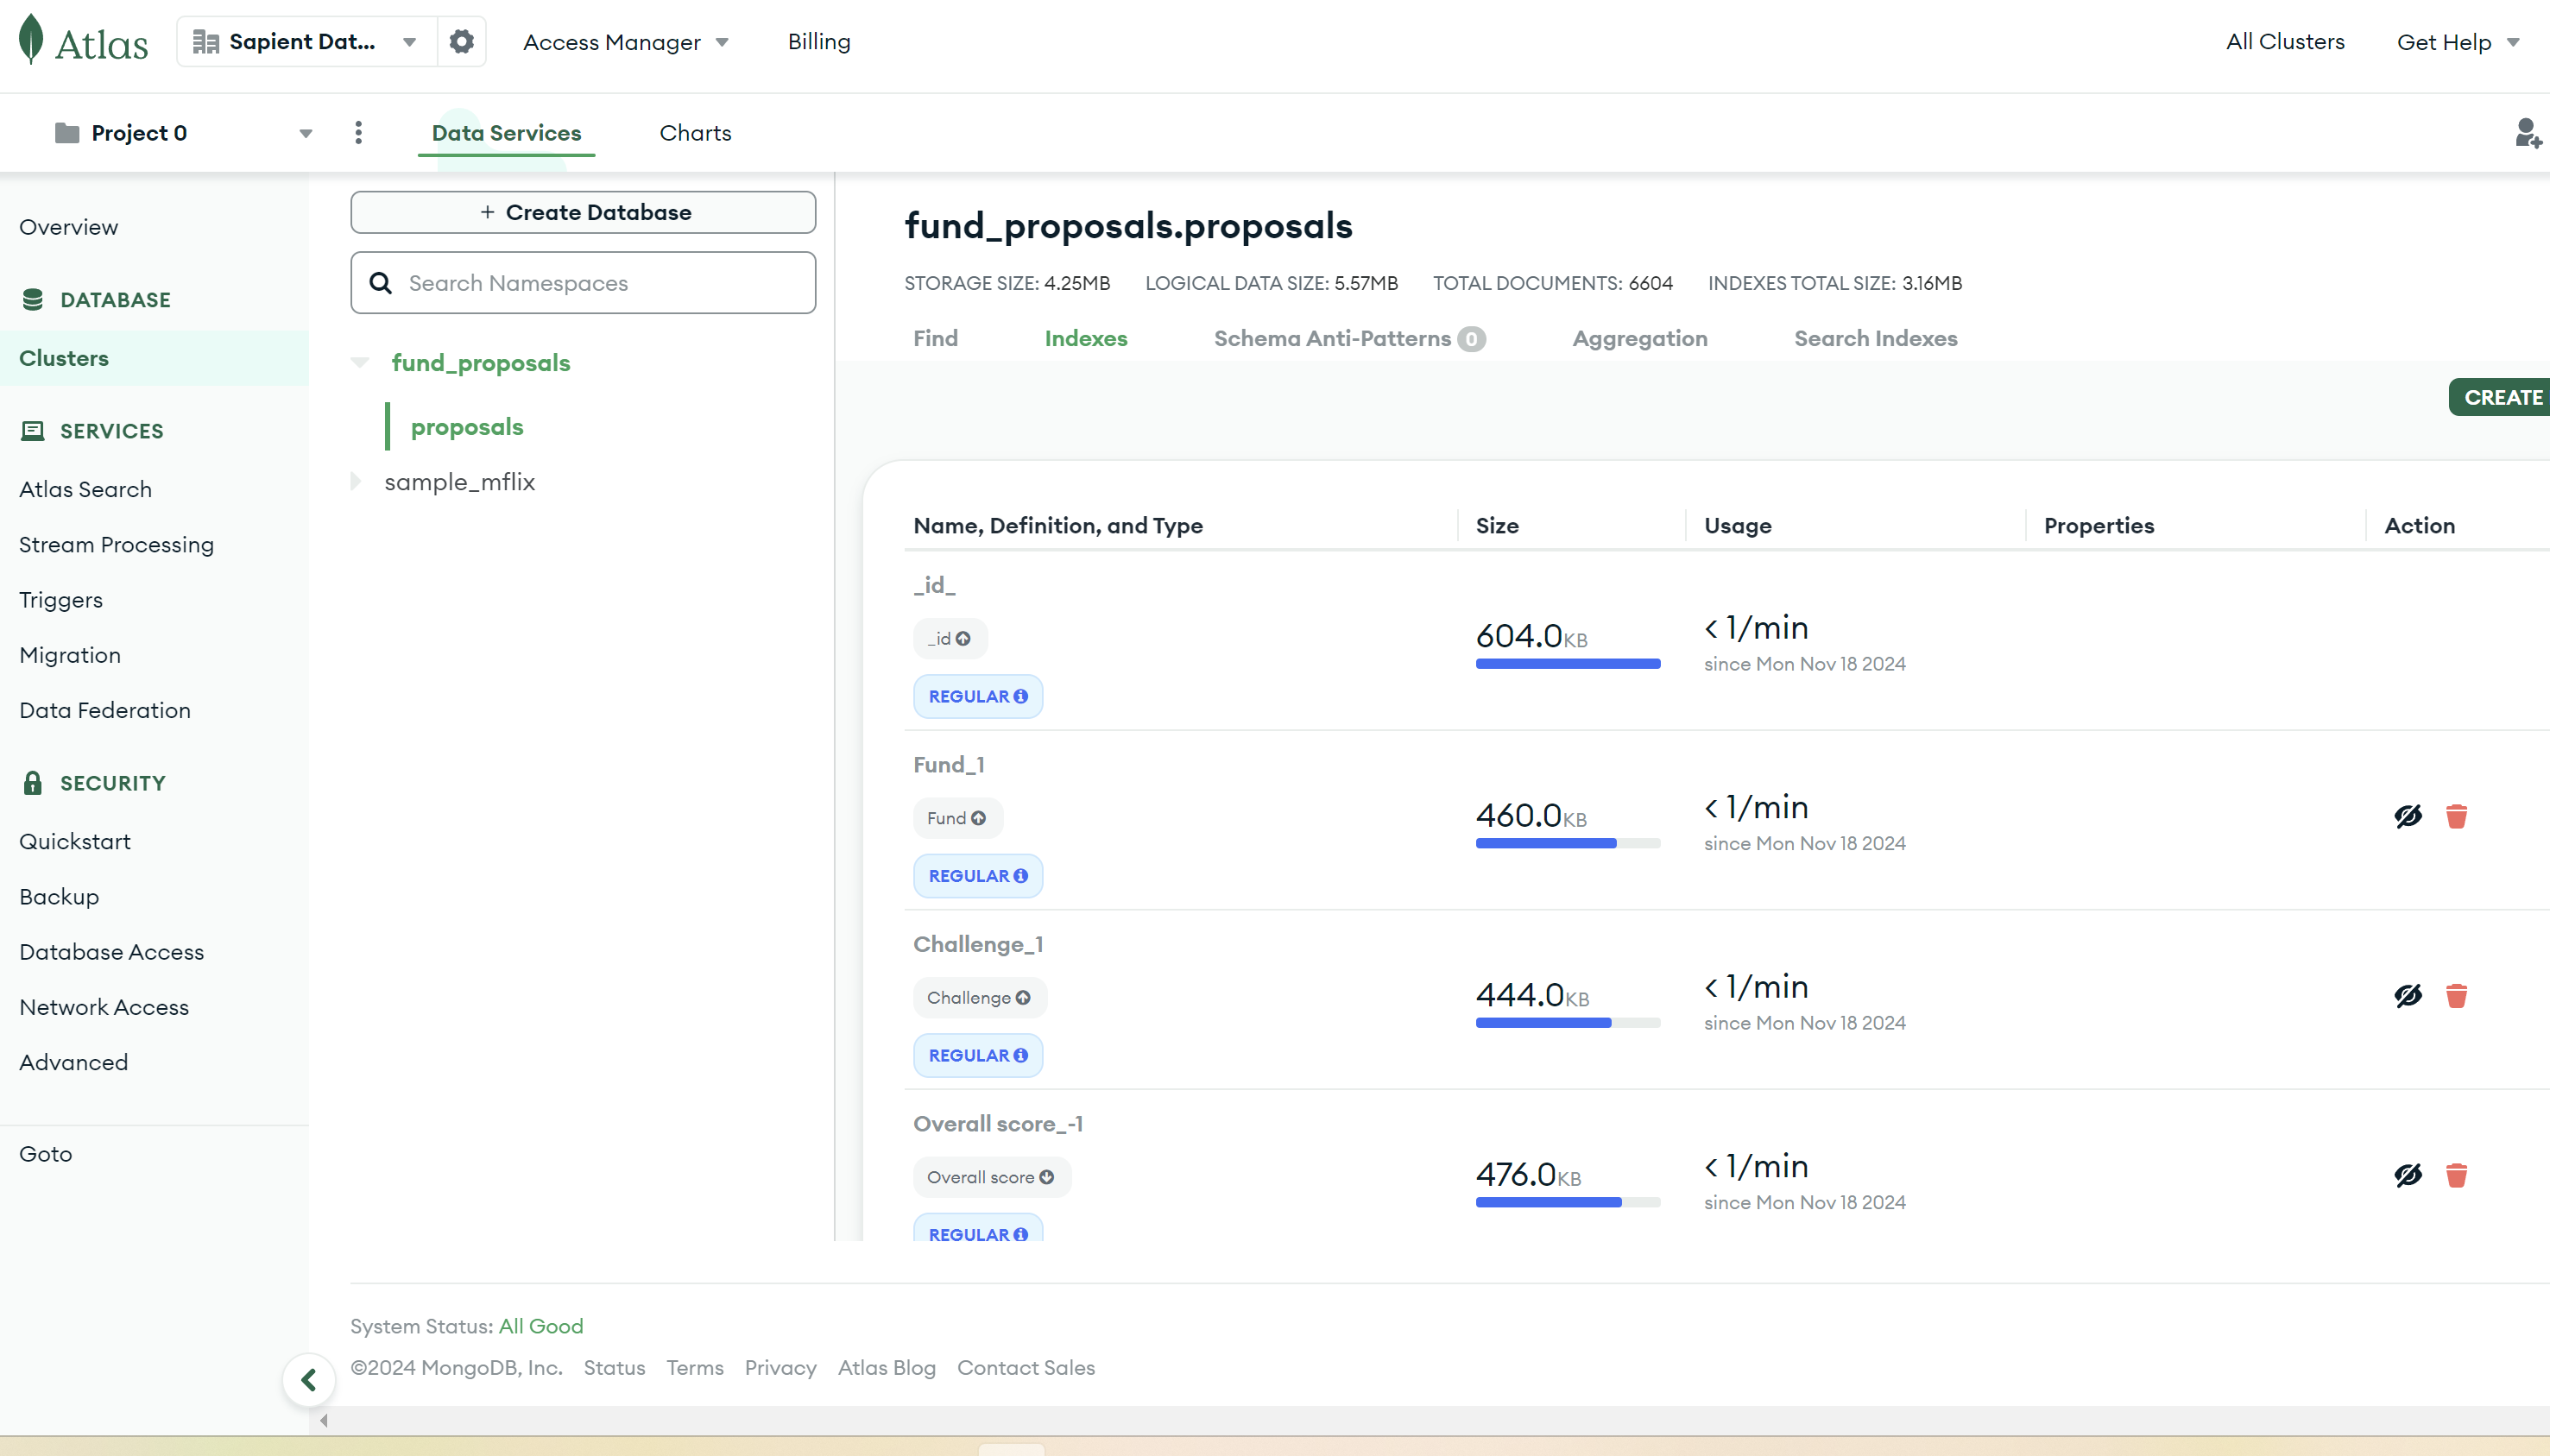 Atlas
Sapient Dat...
Access Manager
Billing
All Clusters
Get Help
Project 0
Data Services
Charts
Overview
DATABASE
Clusters
SERVICES
Atlas Search
Stream Processing
Triggers
Migration
Data Federation
SECURITY
Quickstart
Backup
Database Access
Network Access
Advanced
Goto
+ Create Database
Search Namespaces
fund_proposals
proposals
sample_mflix
fund_proposals.proposals
STORAGE SIZE: 4.25MB LOGICAL DATA SIZE: 5.57MB TOTAL DOCUMENTS: 6604 INDEXES TOTAL SIZE: 3.16MB
Find Indexes Schema Anti-Patterns 0 Aggregation Search Indexes
CREATE
Name, Definition, and Type Size Usage Properties Action
_id_
_id
REGULAR
604.0KB
< 1/min
since Mon Nov 18 2024
Fund_1
Fund
REGULAR
460.0KB
< 1/min
since Mon Nov 18 2024
Challenge_1
Challenge
REGULAR
444.0KB
< 1/min
since Mon Nov 18 2024
Overall score_-1
Overall score
REGULAR
476.0KB
< 1/min
since Mon Nov 18 2024
System Status: All Good
©2024 MongoDB, Inc. Status Terms Privacy Atlas Blog Contact Sales